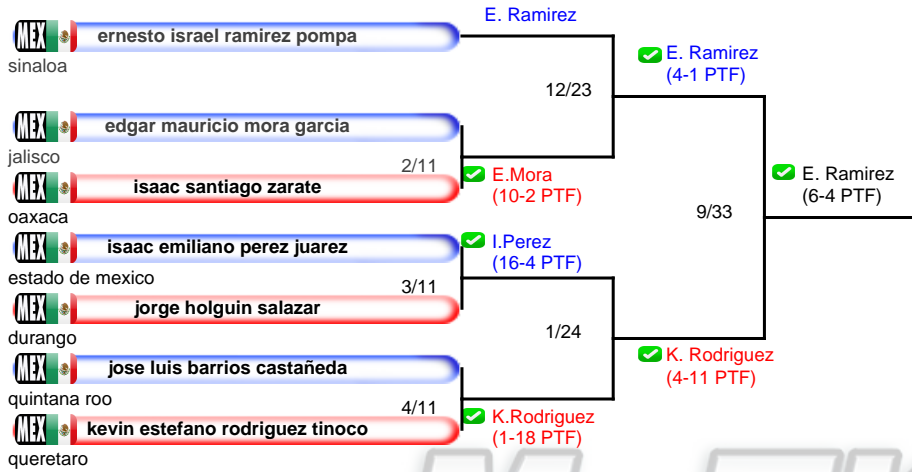 E. Ramirez
MEX ernesto israel ramirez pompa
sinaloa
E. Ramirez
(4-1 PTF)
12/23
MEX edgar mauricio mora garcia
jalisco
2/11
MEX isaac santiago zarate
oaxaca
E.Mora
(10-2 PTF)
E. Ramirez
(6-4 PTF)
9/33
MEX isaac emiliano perez juarez
estado de mexico
I.Perez
(16-4 PTF)
3/11
MEX jorge holguin salazar
durango
1/24
K. Rodriguez
(4-11 PTF)
MEX jose luis barrios castañeda
quintana roo
4/11
MEX kevin estefano rodriguez tinoco
queretaro
K.Rodriguez
(1-18 PTF)